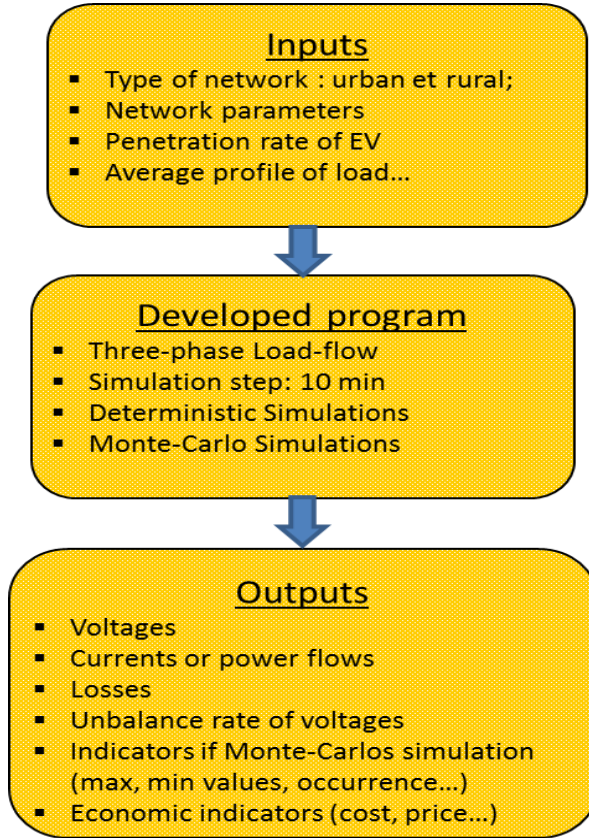 Inputs
▪ Type of network : urban et rural;
▪ Network parameters
▪ Penetration rate of EV
▪ Average profile of load...
Developed program
▪ Three-phase Load-flow
▪ Simulation step: 10 min
▪ Deterministic Simulations
▪ Monte-Carlo Simulations
Outputs
▪ Voltages
▪ Currents or power flows
▪ Losses
▪ Unbalance rate of voltages
▪ Indicators if Monte-Carlos simulation
(max, min values, occurrence...)
▪ Economic indicators (cost, price...)